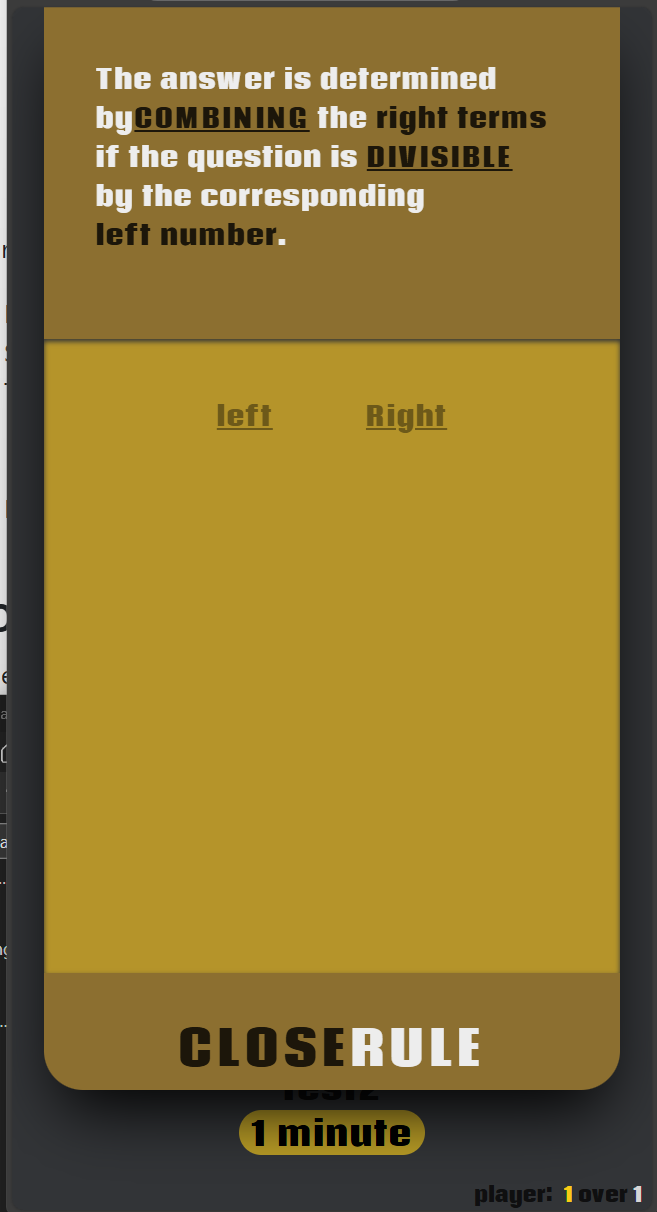 The answer is determined
byCOMBINING the right terms
if the question is DIVISIBLE
by the corresponding
left number.
left Right
CLOSERULE
1 minute
player: 1 over 1